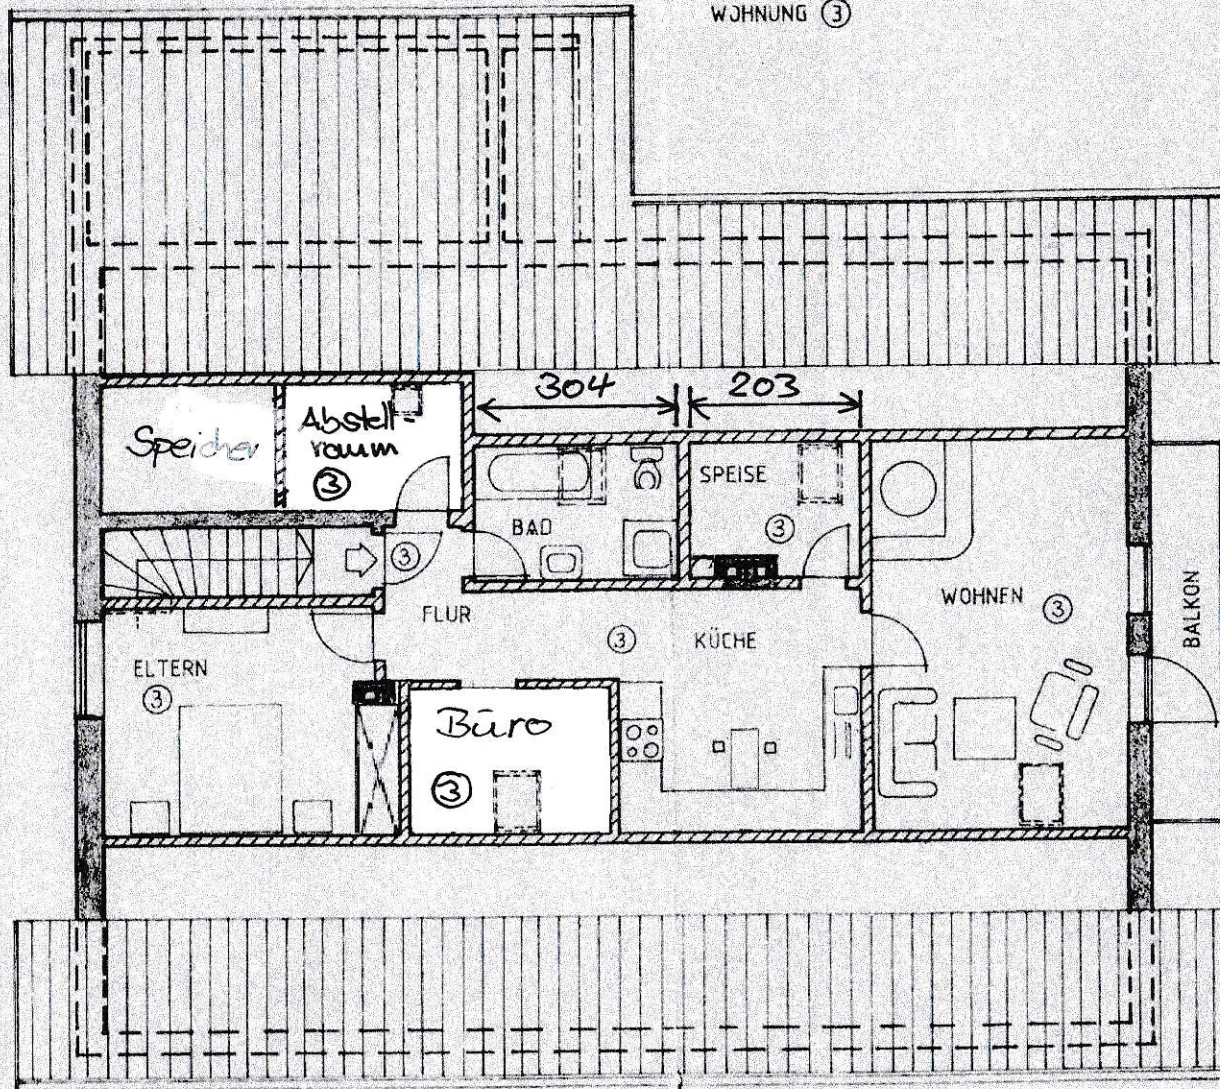 WOHNUNG ③
304
203
Speicher
Abstell-
raum
③
SPEISE
③
BAD
③
FLUR
③
KÜCHE
WOHNEN ③
BALKON
ELTERN
③
Büro
③